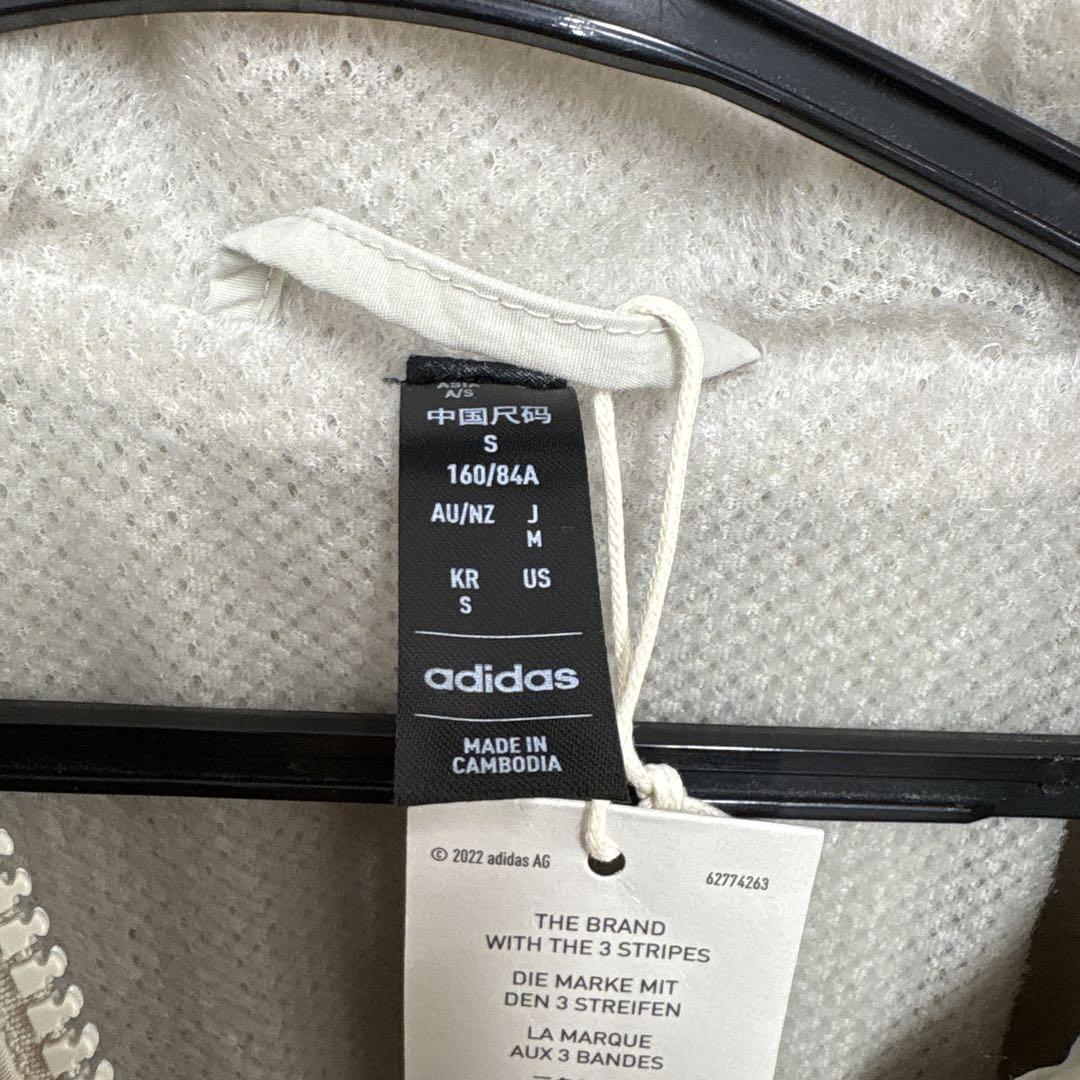 ASIA
A/S
中国尺码
S
160/84A
AU/NZ J
M
KR US
S
adidas
MADE IN
CAMBODIA
© 2022 adidas AG
62774263
THE BRAND
WITH THE 3 STRIPES
DIE MARKE MIT
DEN 3 STREIFEN
LA MARQUE
AUX 3 BANDES